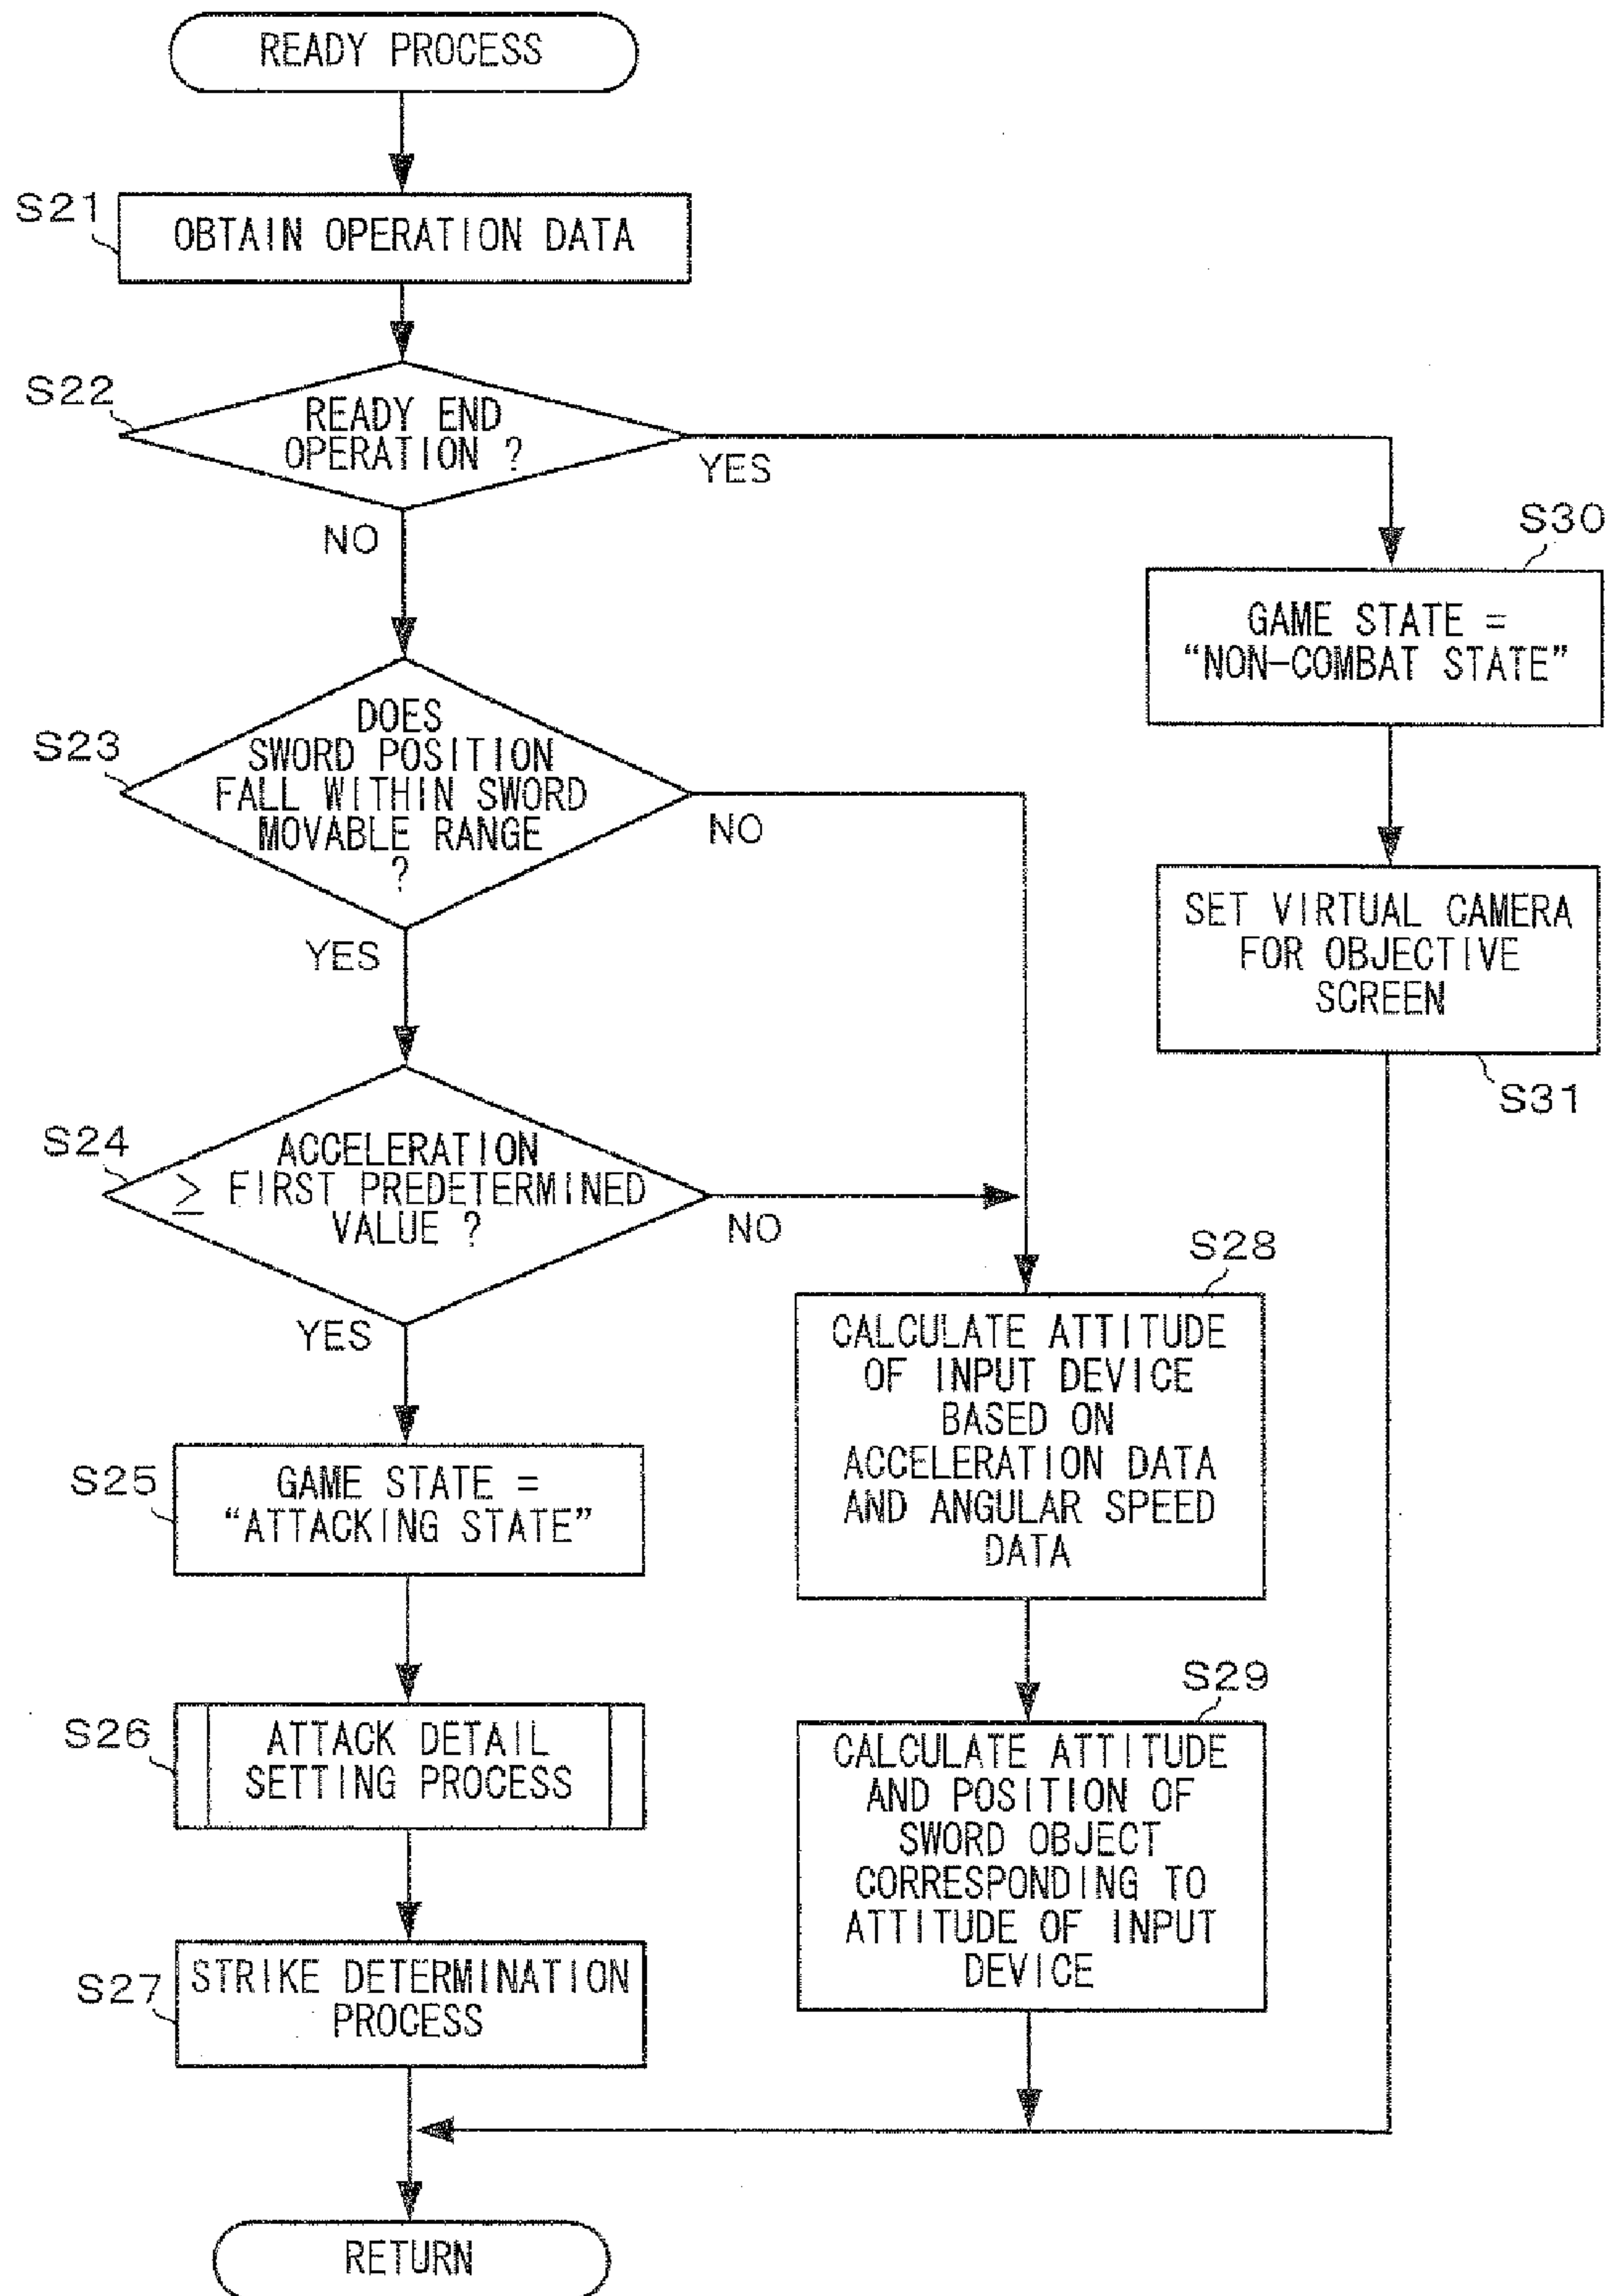 READY PROCESS
S21
OBTAIN OPERATION DATA
S22
READY END
OPERATION ?
YES
NO
S30
GAME STATE =
“NON-COMBAT STATE”
S23
DOES
SWORD POSITION
FALL WITHIN SWORD
MOVABLE RANGE
?
NO
YES
SET VIRTUAL CAMERA
FOR OBJECTIVE
SCREEN
S31
S24
ACCELERATION
≥ FIRST PREDETERMINED
VALUE ?
NO
YES
S28
CALCULATE ATTITUDE
OF INPUT DEVICE
BASED ON
ACCELERATION DATA
AND ANGULAR SPEED
DATA
S25
GAME STATE =
“ATTACKING STATE”
S26
ATTACK DETAIL
SETTING PROCESS
S29
CALCULATE ATTITUDE
AND POSITION OF
SWORD OBJECT
CORRESPONDING TO
ATTITUDE OF INPUT
DEVICE
S27
STRIKE DETERMINATION
PROCESS
RETURN